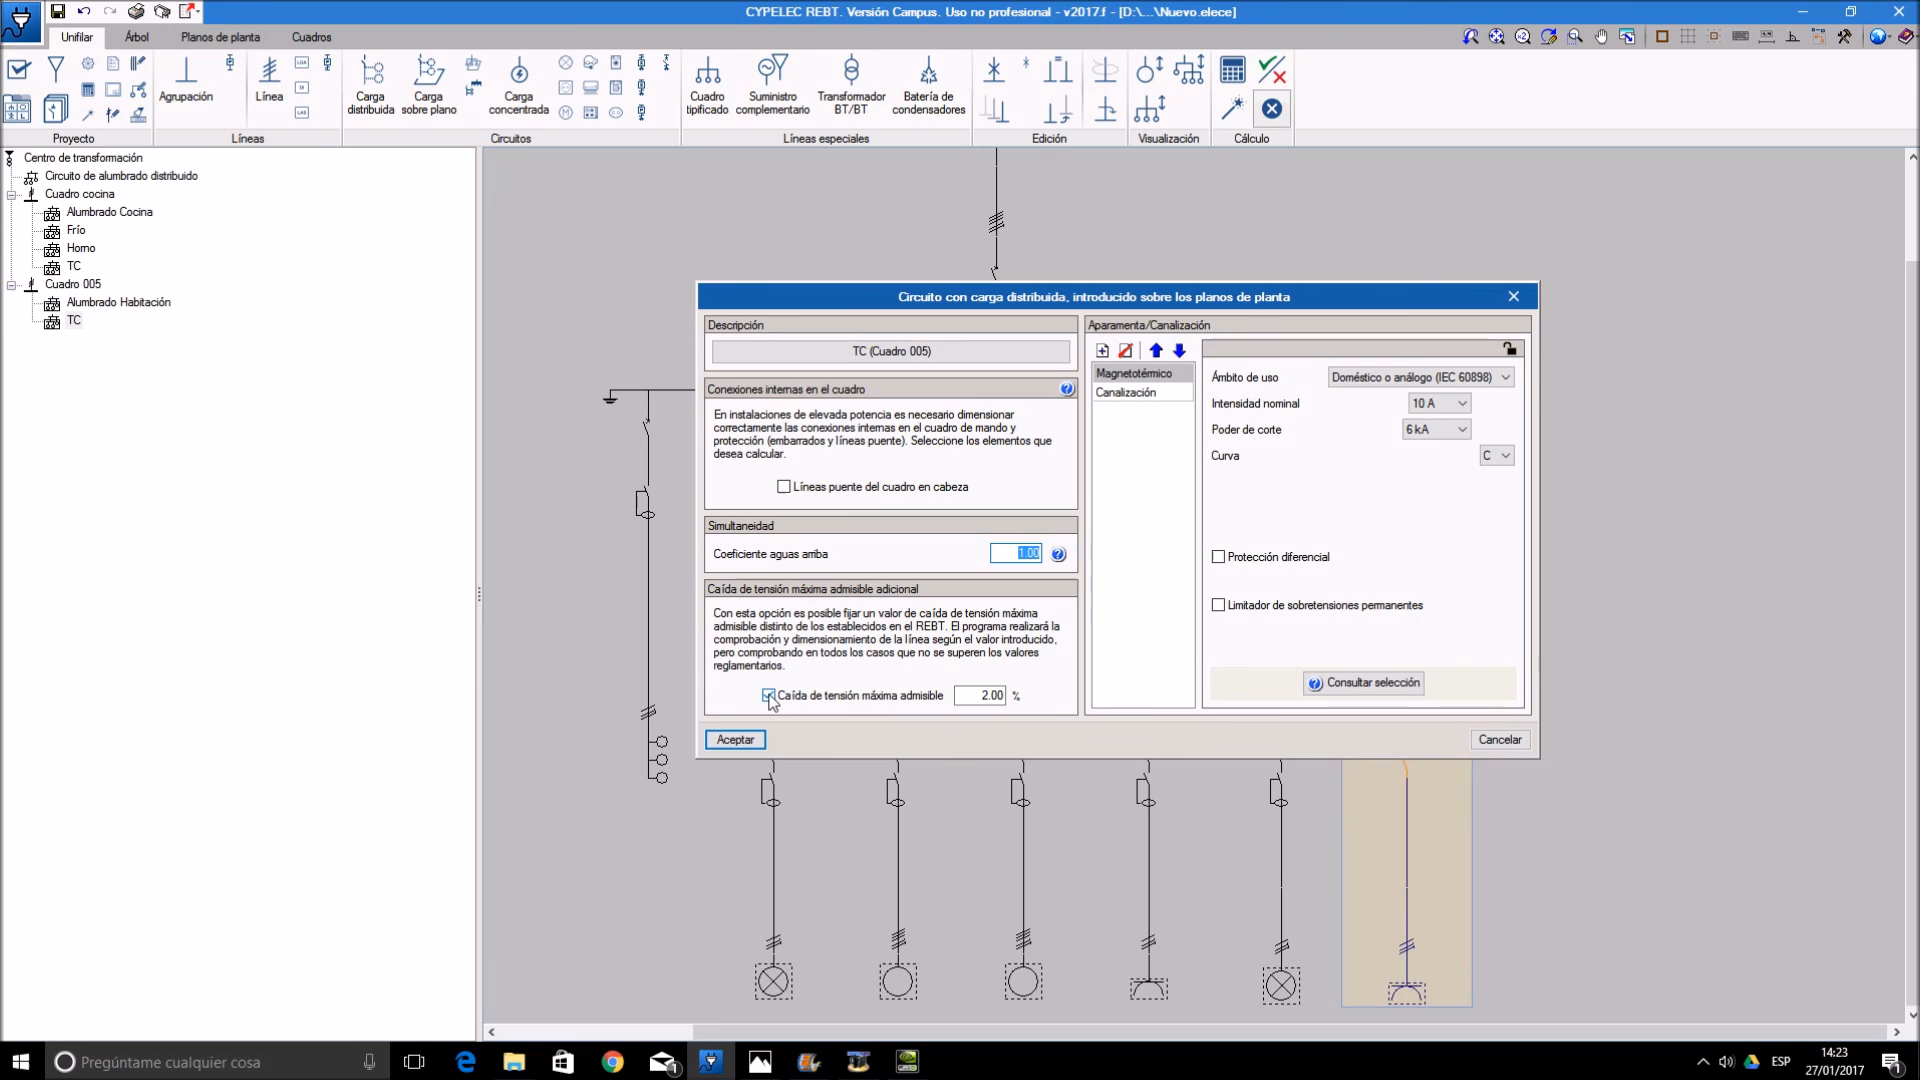 CYPELEC REBT. Versión Campus. Uso no profesional - v2017.f - [D:\...\Nuevo.elece]
Unifilar
Árbol
Planos de planta
Cuadros
Agrupación
Línea
Carga distribuida
Carga sobre plano
Carga concentrada
Cuadro tipificado
Suministro complementario
Transformador BT/BT
Batería de condensadores
Proyecto
Líneas
Circuitos
Líneas especiales
Edición
Visualización
Cálculo
Centro de transformación
Circuito de alumbrado distribuido
Cuadro cocina
Alumbrado Cocina
Frío
Horno
TC
Cuadro 005
Alumbrado Habitación
TC
Circuito con carga distribuida, introducido sobre los planos de planta
Descripción
TC (Cuadro 005)
Conexiones internas en el cuadro
En instalaciones de elevada potencia es necesario dimensionar
correctamente las conexiones internas en el cuadro de mando y
protección (embarrados y líneas puente). Seleccione los elementos que
desea calcular.
Líneas puente del cuadro en cabeza
Simultaneidad
Coeficiente aguas arriba
1.00
Caída de tensión máxima admisible adicional
Con esta opción es posible fijar un valor de caída de tensión máxima
admisible distinto de los establecidos en el REBT. El programa realizará la
comprobación y dimensionamiento de la línea según el valor introducido,
pero comprobando en todos los casos que no se superen los valores
reglamentarios.
Caída de tensión máxima admisible 2.00 %
Aparamenta/Canalización
Magnetotérmico
Canalización
Ámbito de uso Doméstico o análogo (IEC 60898)
Intensidad nominal 10 A
Poder de corte 6 kA
Curva C
Protección diferencial
Limitador de sobretensiones permanentes
Consultar selección
Aceptar
Cancelar
Pregúntame cualquier cosa
ESP
14:23
27/01/2017